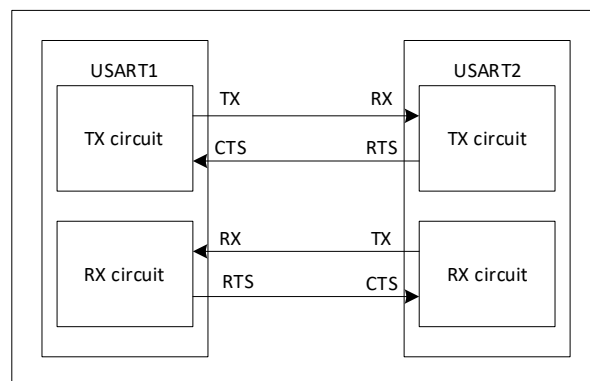 USART1 USART2
TX RX
TX circuit TX circuit
CTS RTS
RX TX
RX circuit RX circuit
RTS CTS